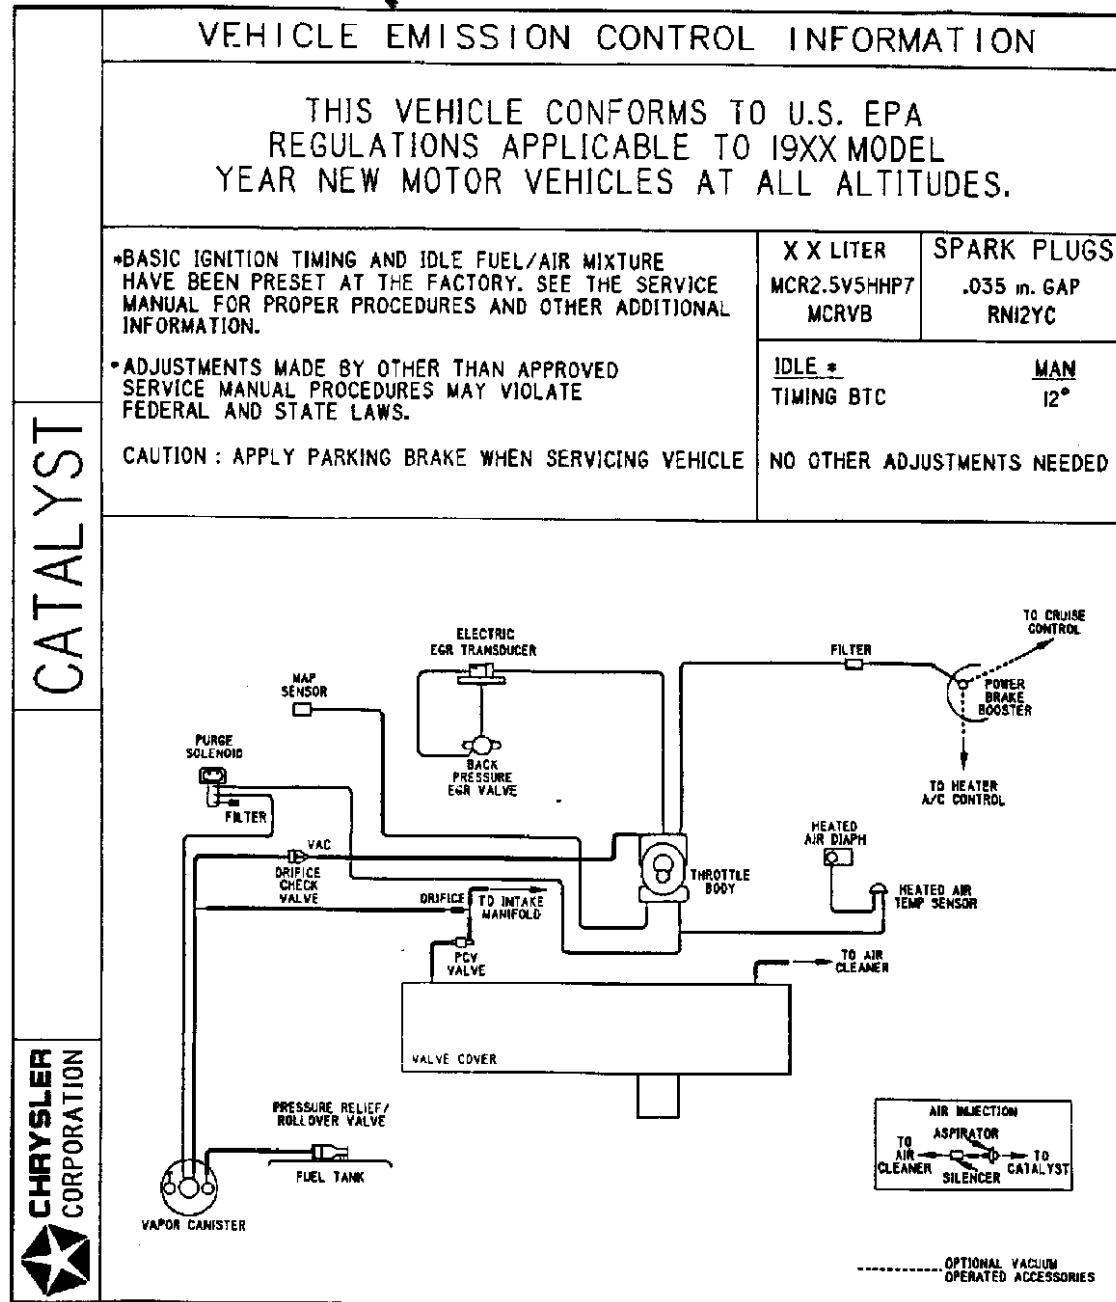 VEHICLE EMISSION CONTROL INFORMATION
THIS VEHICLE CONFORMS TO U.S. EPA
REGULATIONS APPLICABLE TO 19XX MODEL
YEAR NEW MOTOR VEHICLES AT ALL ALTITUDES.
*BASIC IGNITION TIMING AND IDLE FUEL/AIR MIXTURE
HAVE BEEN PRESET AT THE FACTORY. SEE THE SERVICE
MANUAL FOR PROPER PROCEDURES AND OTHER ADDITIONAL
INFORMATION.
•ADJUSTMENTS MADE BY OTHER THAN APPROVED
SERVICE MANUAL PROCEDURES MAY VIOLATE
FEDERAL AND STATE LAWS.
CAUTION : APPLY PARKING BRAKE WHEN SERVICING VEHICLE
X X LITER
MCR2.5V5HHP7
MCRVB
SPARK PLUGS
.035 in. GAP
RN12YC
IDLE * MAN
TIMING BTC 12°
NO OTHER ADJUSTMENTS NEEDED
CATALYST
CHRYSLER
CORPORATION
ELECTRIC
EGR TRANSDUCER
MAP
SENSOR
PURGE
SOLENOID
FILTER
BACK
PRESSURE
EGR VALVE
FILTER
TO CRUISE
CONTROL
POWER
BRAKE
BOOSTER
TO HEATER
A/C CONTROL
HEATED
AIR DIAPH
HEATED AIR
TEMP SENSOR
THROTTLE
BODY
VAC
ORIFICE
CHECK
VALVE
ORIFICE
TO INTAKE
MANIFOLD
PCV
VALVE
TO AIR
CLEANER
VALVE COVER
PRESSURE RELIEF/
ROLLOVER VALVE
FUEL TANK
VAPOR CANISTER
AIR INJECTION
ASPIRATOR
TO
AIR
CLEANER
SILENCER
TO
CATALYST
OPTIONAL VACUUM
OPERATED ACCESSORIES